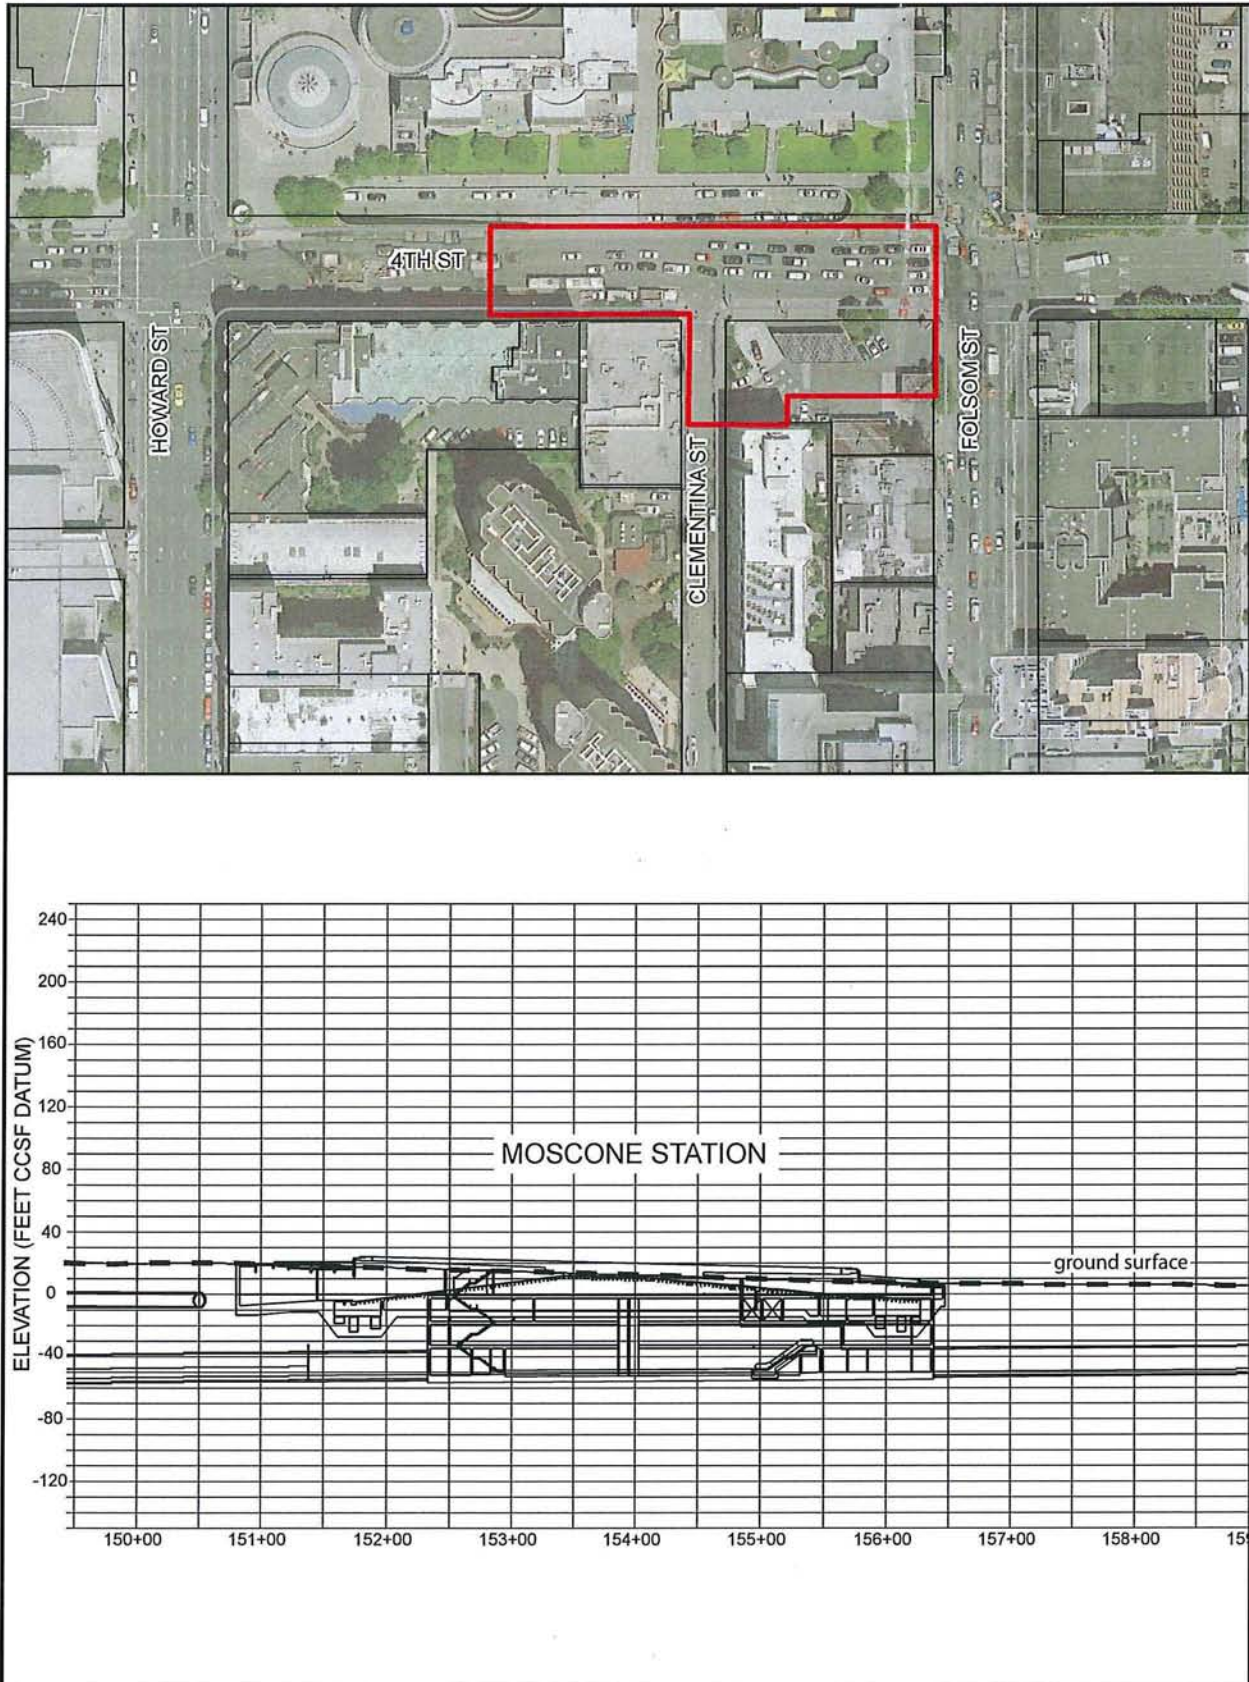 4TH ST
HOWARD ST
FOLSOM ST
CLEMENTINA ST
240
200
160
120
80
40
0
-40
-80
-120
ELEVATION (FEET CCSF DATUM)
MOSCONE STATION
ground surface
150+00 151+00 152+00 153+00 154+00 155+00 156+00 157+00 158+00